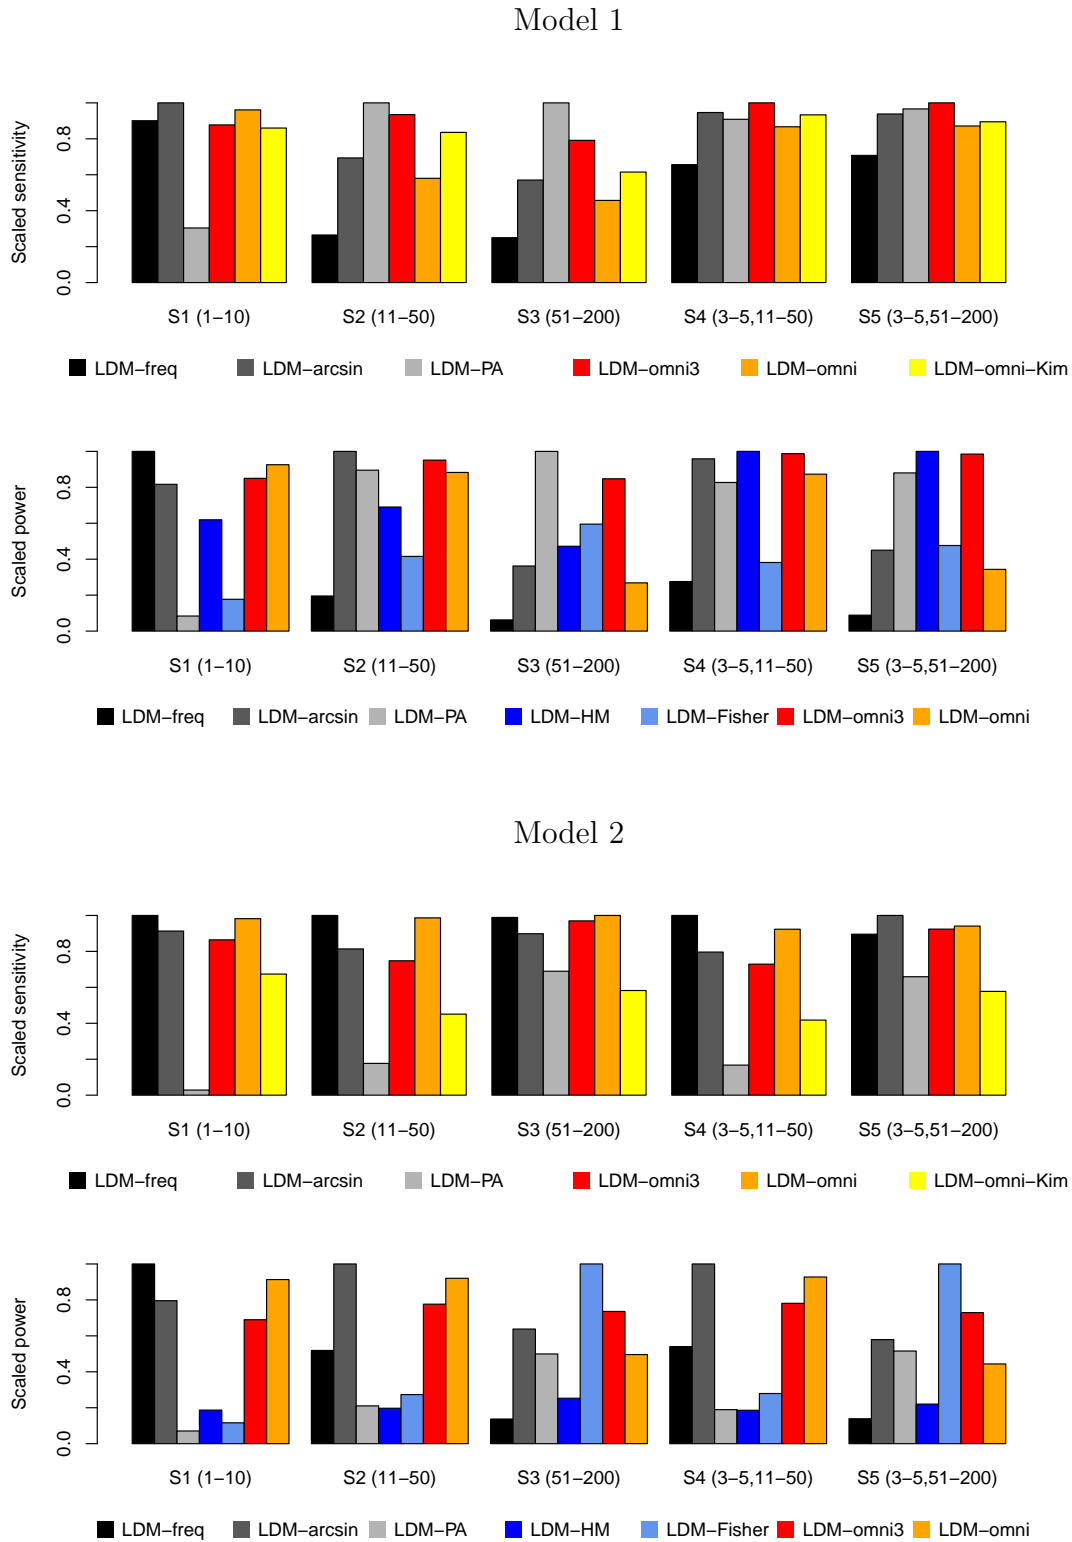 Model 1
Scaled sensitivity
0.0 0.4 0.8
S1 (1−10) S2 (11−50) S3 (51−200) S4 (3−5,11−50) S5 (3−5,51−200)
LDM−freq LDM−arcsin LDM−PA LDM−omni3 LDM−omni LDM−omni−Kim
Scaled power
0.0 0.4 0.8
S1 (1−10) S2 (11−50) S3 (51−200) S4 (3−5,11−50) S5 (3−5,51−200)
LDM−freq LDM−arcsin LDM−PA LDM−HM LDM−Fisher LDM−omni3 LDM−omni
Model 2
Scaled sensitivity
0.0 0.4 0.8
S1 (1−10) S2 (11−50) S3 (51−200) S4 (3−5,11−50) S5 (3−5,51−200)
LDM−freq LDM−arcsin LDM−PA LDM−omni3 LDM−omni LDM−omni−Kim
Scaled power
0.0 0.4 0.8
S1 (1−10) S2 (11−50) S3 (51−200) S4 (3−5,11−50) S5 (3−5,51−200)
LDM−freq LDM−arcsin LDM−PA LDM−HM LDM−Fisher LDM−omni3 LDM−omni